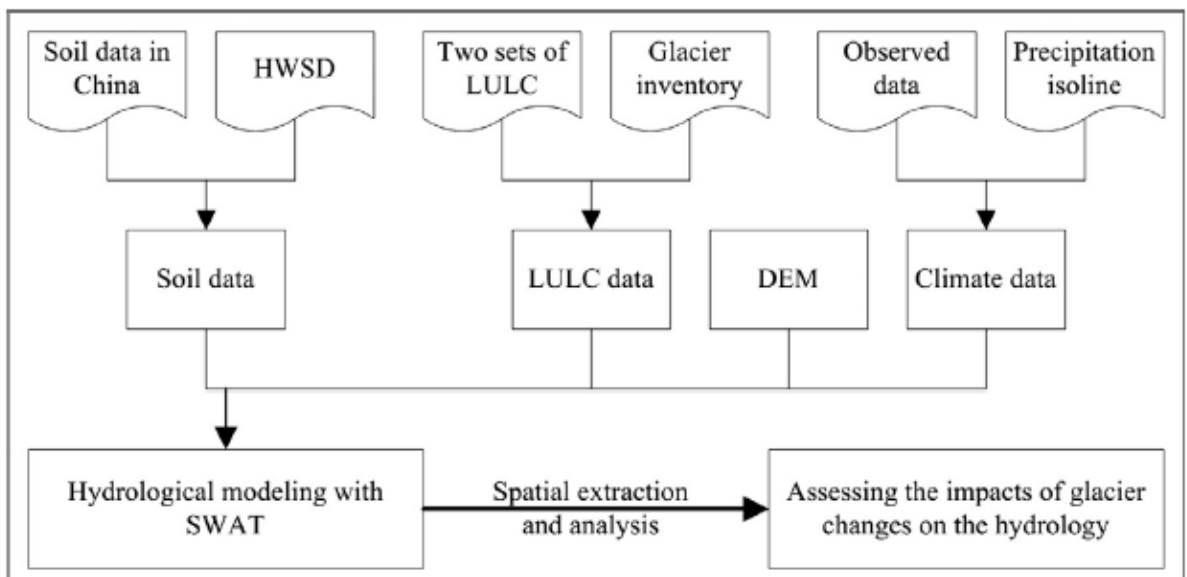 Soil data in
China
HWSD
Two sets of
LULC
Glacier
inventory
Observed
data
Precipitation
isoline
Soil data
LULC data
DEM
Climate data
Hydrological modeling with
SWAT
Spatial extraction
and analysis
Assessing the impacts of glacier
changes on the hydrology